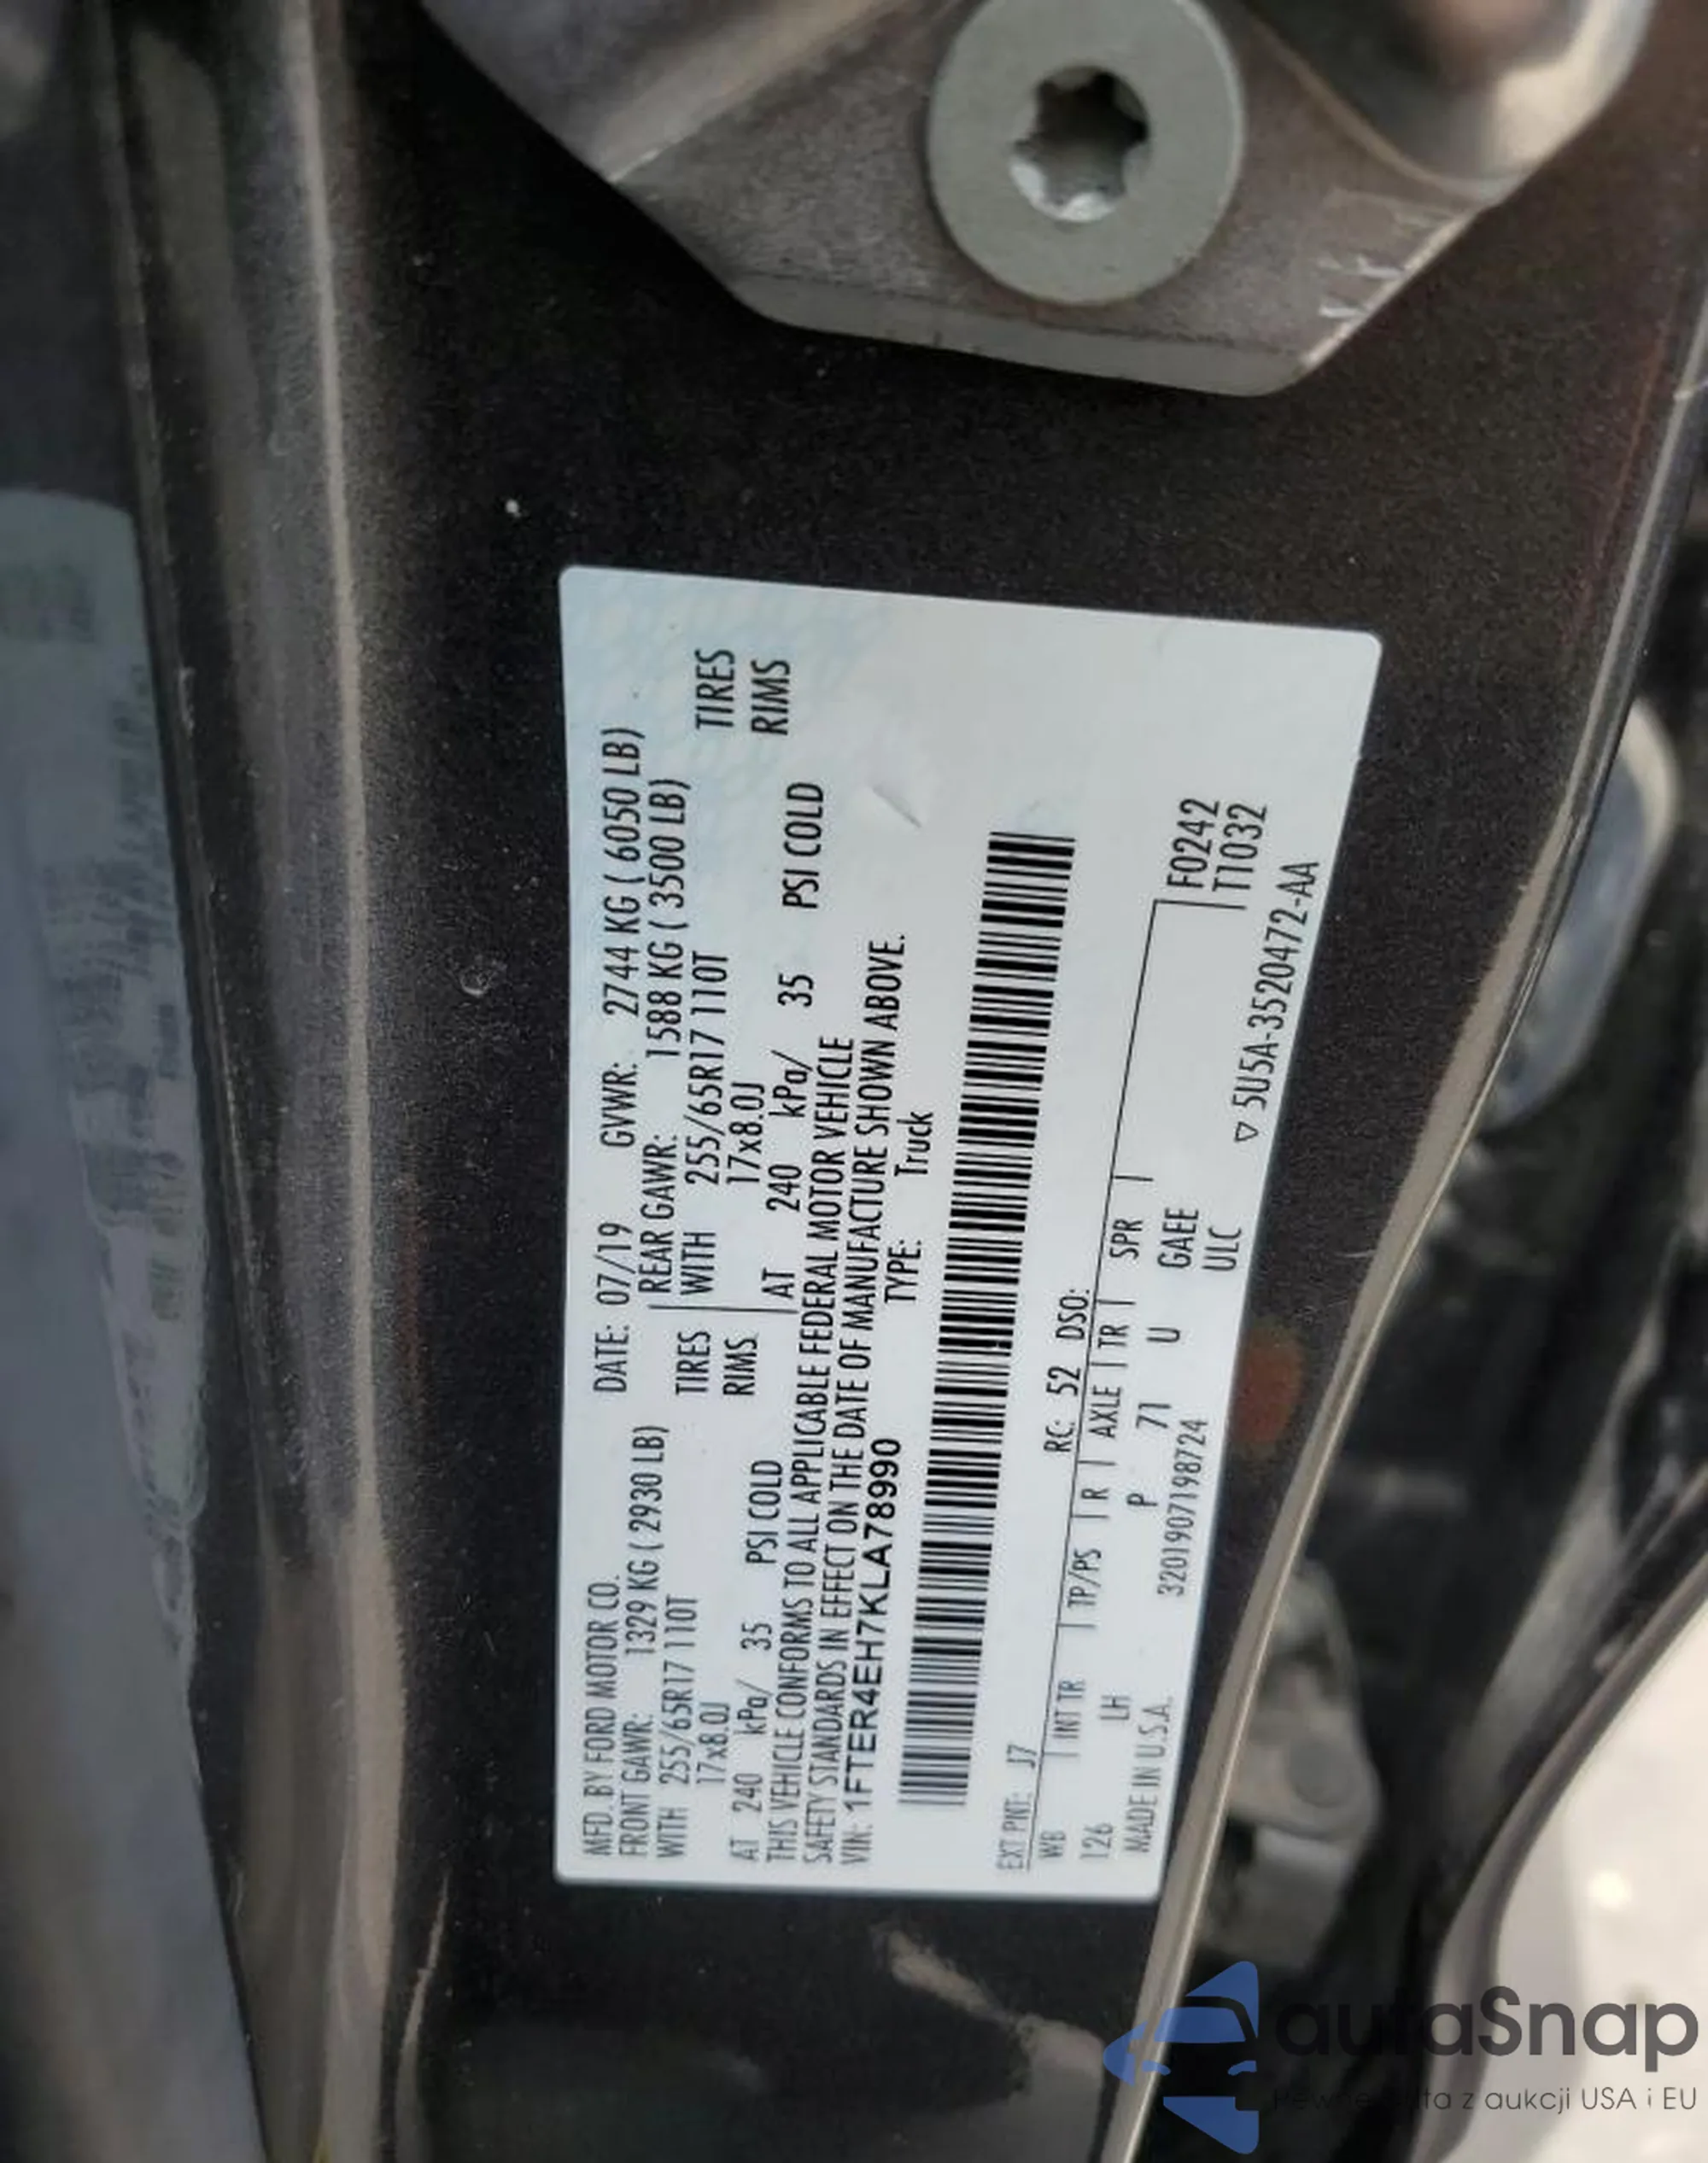 MFD. BY FORD MOTOR CO. DATE: 07/19 GVWR: 2744 KG ( 6050 LB)
FRONT GAWR: 1329 KG ( 2930 LB) REAR GAWR: 1588 KG ( 3500 LB)
WITH 255/65R17 110T TIRES WITH 255/65R17 110T TIRES
17x8.0J RIMS 17x8.0J RIMS
AT 240 kPa/ 35 PSI COLD AT 240 kPa/ 35 PSI COLD
THIS VEHICLE CONFORMS TO ALL APPLICABLE FEDERAL MOTOR VEHICLE
SAFETY STANDARDS IN EFFECT ON THE DATE OF MANUFACTURE SHOWN ABOVE.
VIN: 1FTER4EH7KLA78990 TYPE: Truck
EXT PNT: J7 RC: 52 DSO:
WB INT TR TP/PS R AXLE TR SPR F0242
126 LH P 71 U GAEE T1032
MADE IN U.S.A. 3201907198724 ULC
▽ 5U5A-3520472-AA
autaSnap
Pewne auta z aukcji USA i EU